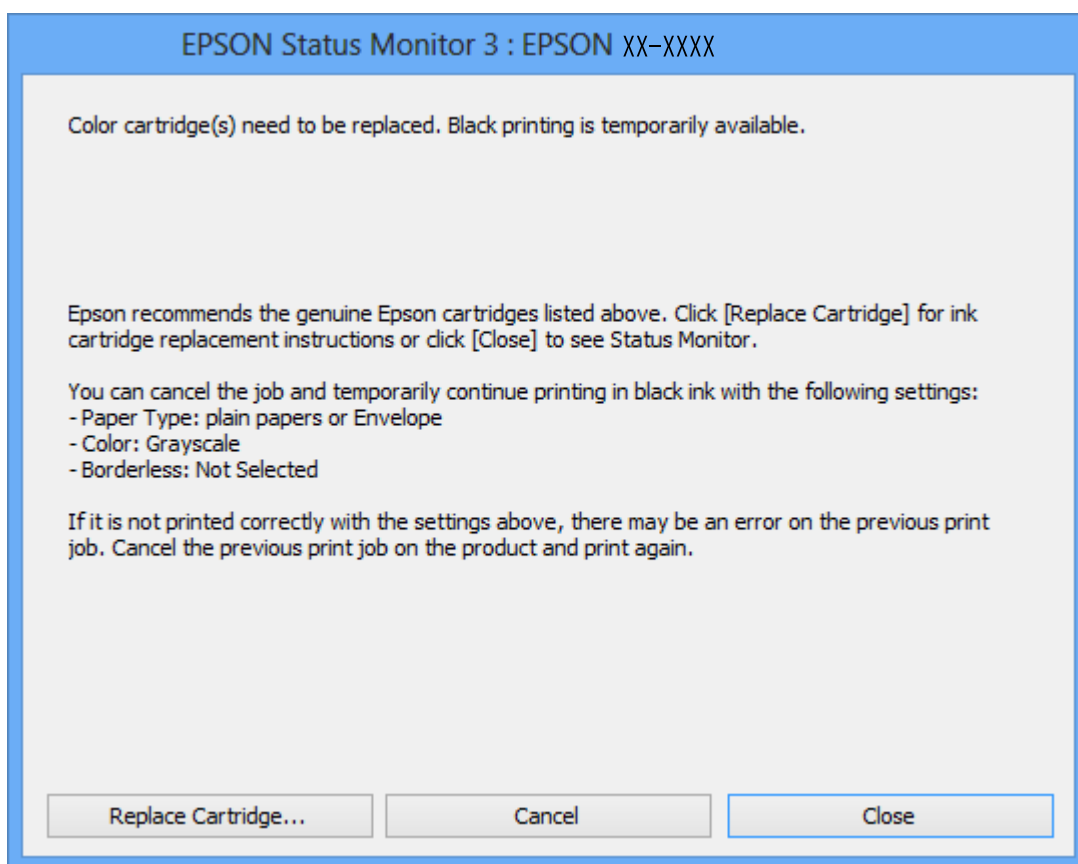 EPSON Status Monitor 3 : EPSON XX-XXXX
Color cartridge(s) need to be replaced. Black printing is temporarily available.
Epson recommends the genuine Epson cartridges listed above. Click [Replace Cartridge] for ink
cartridge replacement instructions or click [Close] to see Status Monitor.
You can cancel the job and temporarily continue printing in black ink with the following settings:
- Paper Type: plain papers or Envelope
- Color: Grayscale
- Borderless: Not Selected
If it is not printed correctly with the settings above, there may be an error on the previous print
job. Cancel the previous print job on the product and print again.
Replace Cartridge...
Cancel
Close